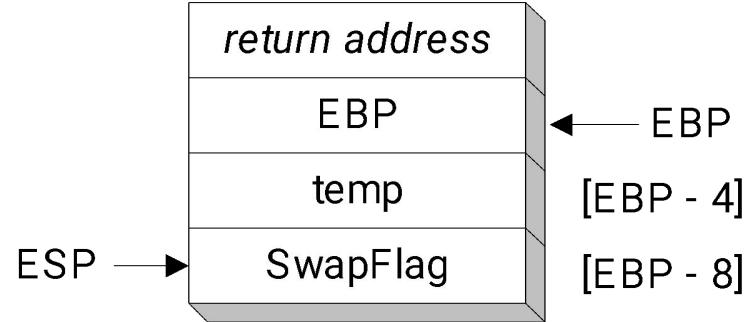 return address
EBP
EBP
temp
[EBP - 4]
ESP
SwapFlag
[EBP - 8]